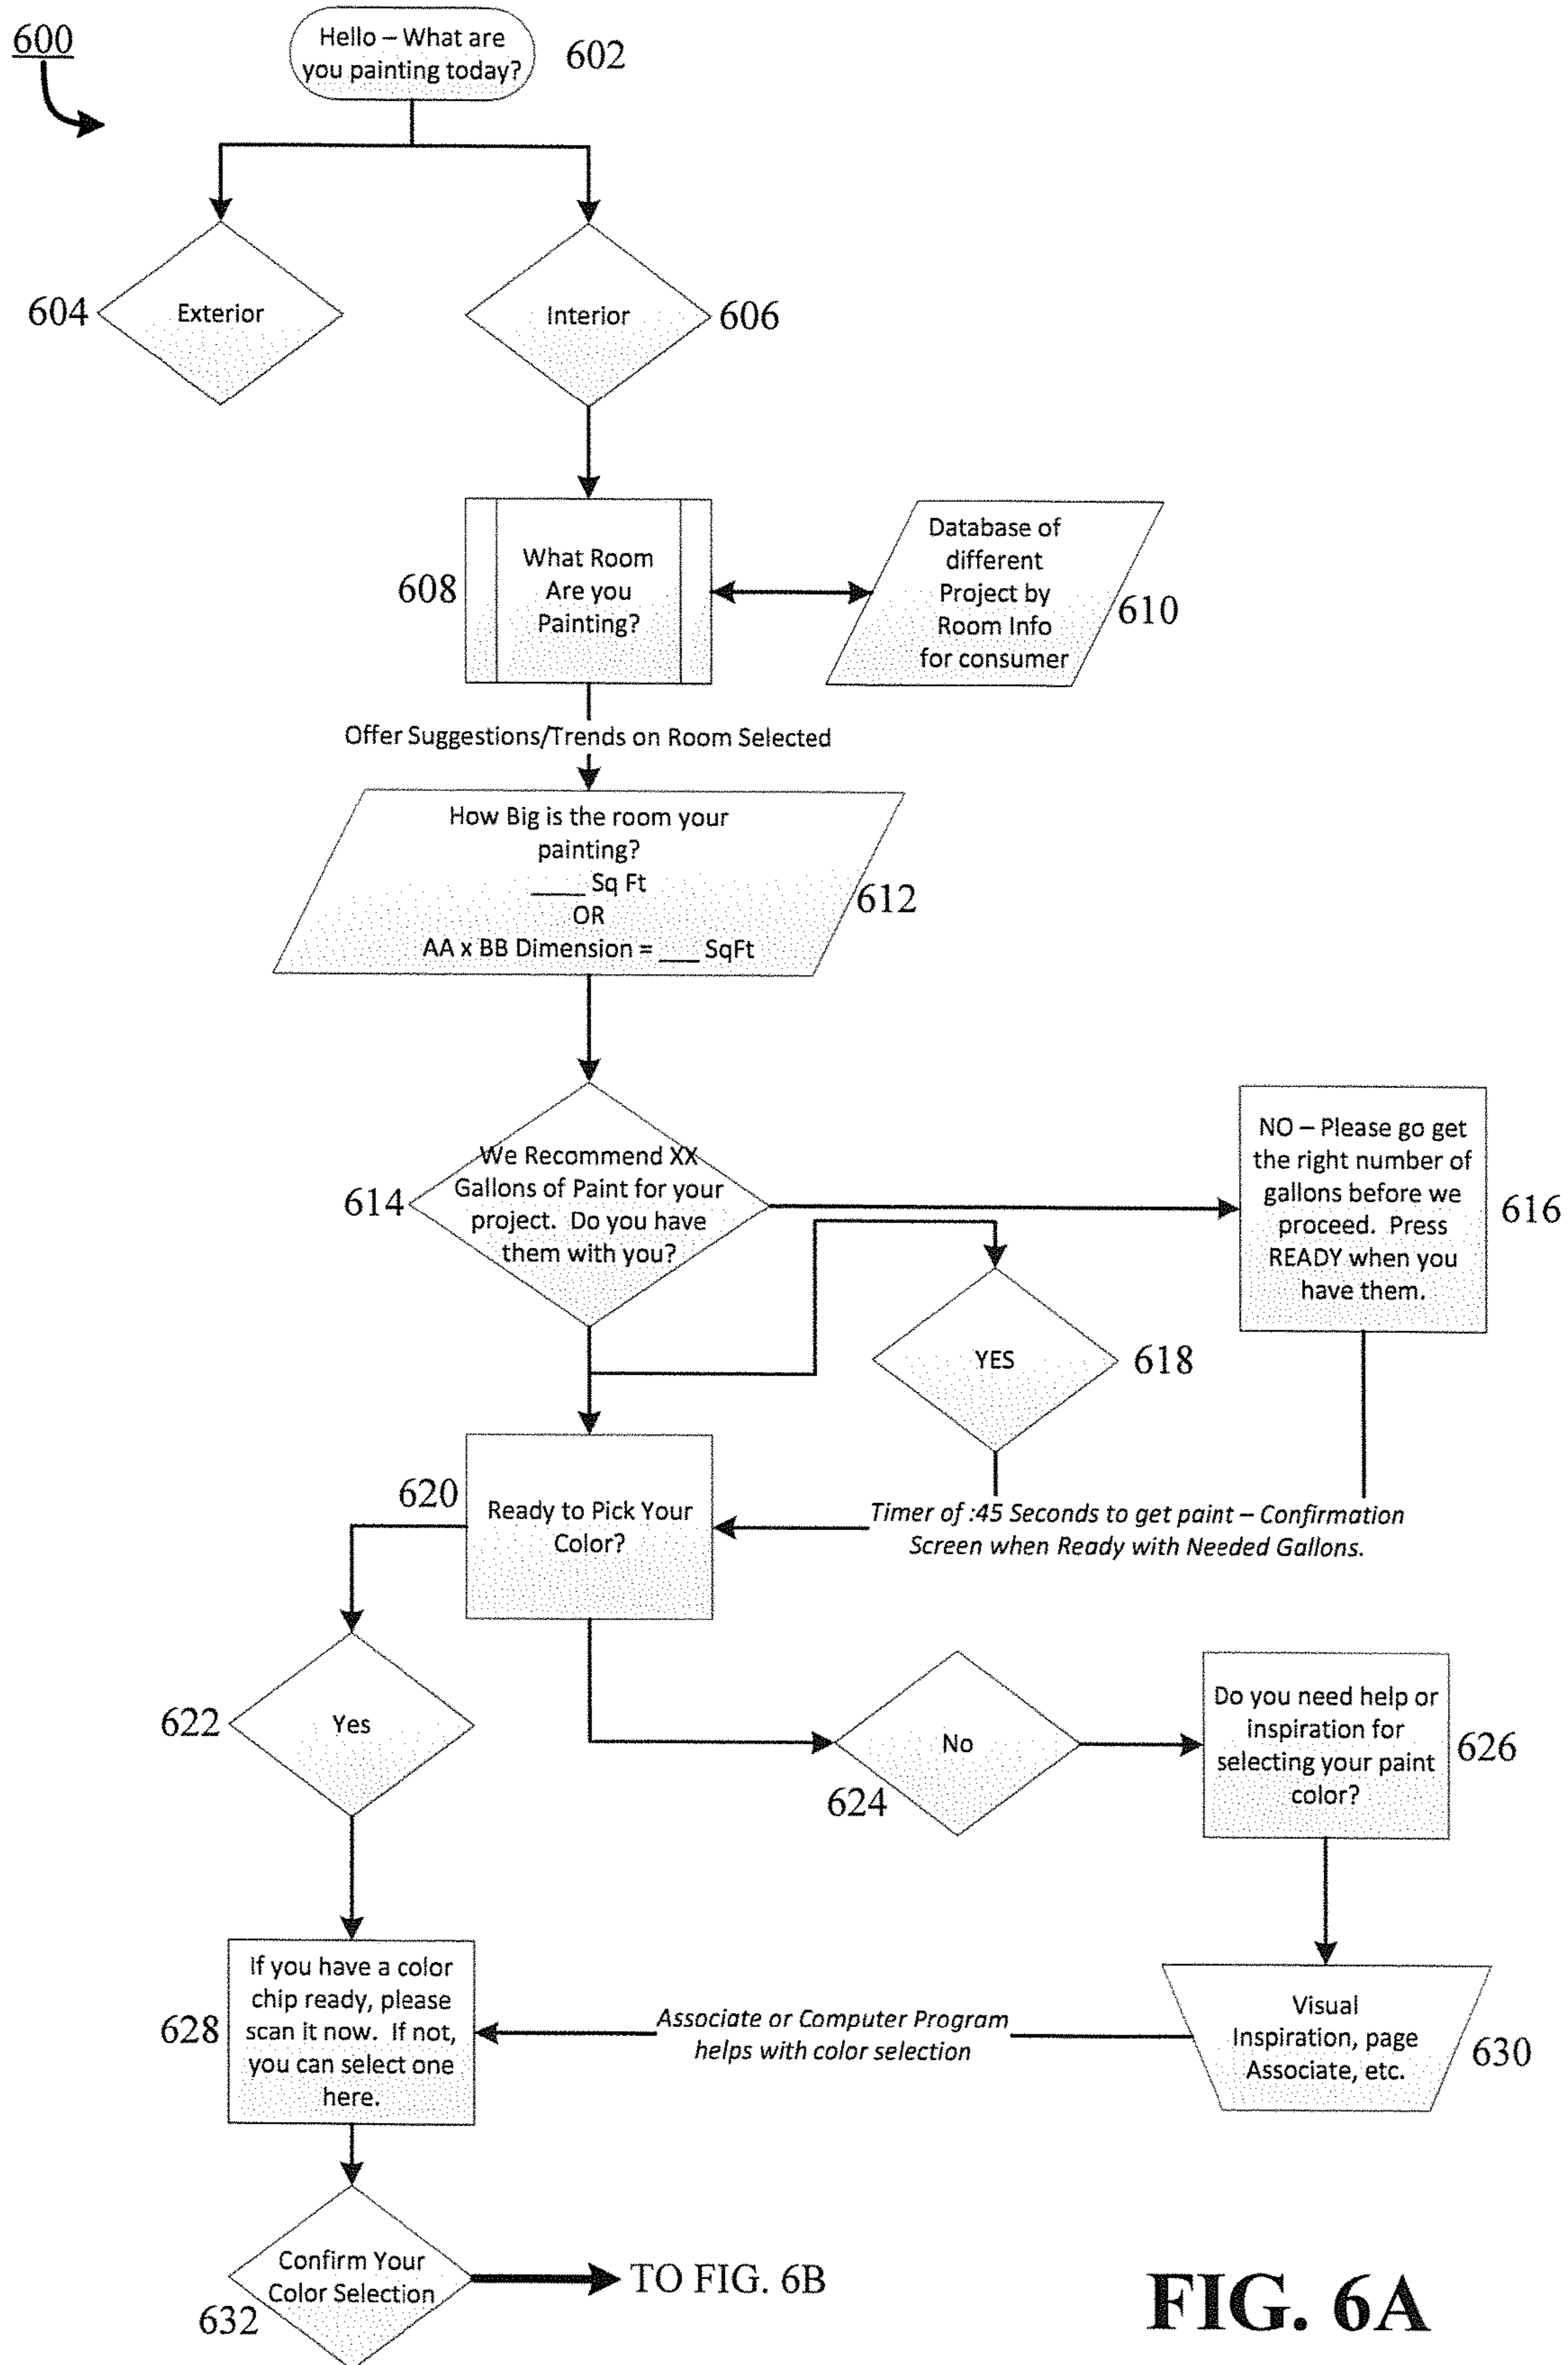 600
Hello – What are
you painting today?
602
604
Exterior
Interior
606
608
What Room
Are you
Painting?
Database of
different
Project by
Room Info
for consumer
610
Offer Suggestions/Trends on Room Selected
How Big is the room your
painting?
____ Sq Ft
OR
AA x BB Dimension = ___ SqFt
612
614
We Recommend XX
Gallons of Paint for your
project. Do you have
them with you?
NO – Please go get
the right number of
gallons before we
proceed. Press
READY when you
have them.
616
YES
618
620
Ready to Pick Your
Color?
Timer of :45 Seconds to get paint – Confirmation
Screen when Ready with Needed Gallons.
622
Yes
No
624
Do you need help or
inspiration for
selecting your paint
color?
626
628
If you have a color
chip ready, please
scan it now. If not,
you can select one
here.
Associate or Computer Program
helps with color selection
Visual
Inspiration, page
Associate, etc.
630
Confirm Your
Color Selection
632
TO FIG. 6B
FIG. 6A